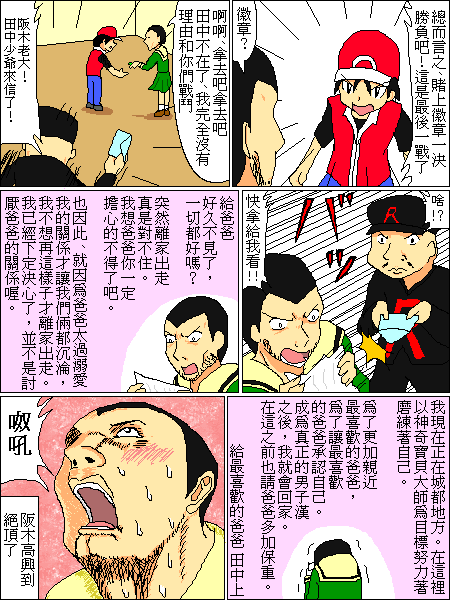 總而言之、賭上徽章一決
勝負吧！這是最後一戰了
徽章？
啊啊、拿去吧拿去吧
田中不在了、我完全沒有
理由和你們戰鬥
阪木老大！
田中少爺來信了！
啥!?
R
R
快拿給我看!!
給爸爸
好久不見了，
一切都好嗎？
突然離家出走
真是對不住。
我想爸爸你一定
擔心的不得了吧。
也因此、就因為爸爸太過溺愛
我的關係才讓我們倆都沉淪，
我不想再這樣子才離家出走。
我已經下定決心了，並不是討
厭爸爸的關係喔。
我現在正在城都地方。在這裡
以神奇寶貝大師為目標努力著
磨練著自己。
為了更加親近
最喜歡的爸爸，
為了讓最喜歡
的爸爸承認自己。
成為真正的男子漢
之後，我就會回家。
在這之前也請爸爸多加保重。
給最喜歡的爸爸 田中上
呶吼
阪木高興到
絕頂了